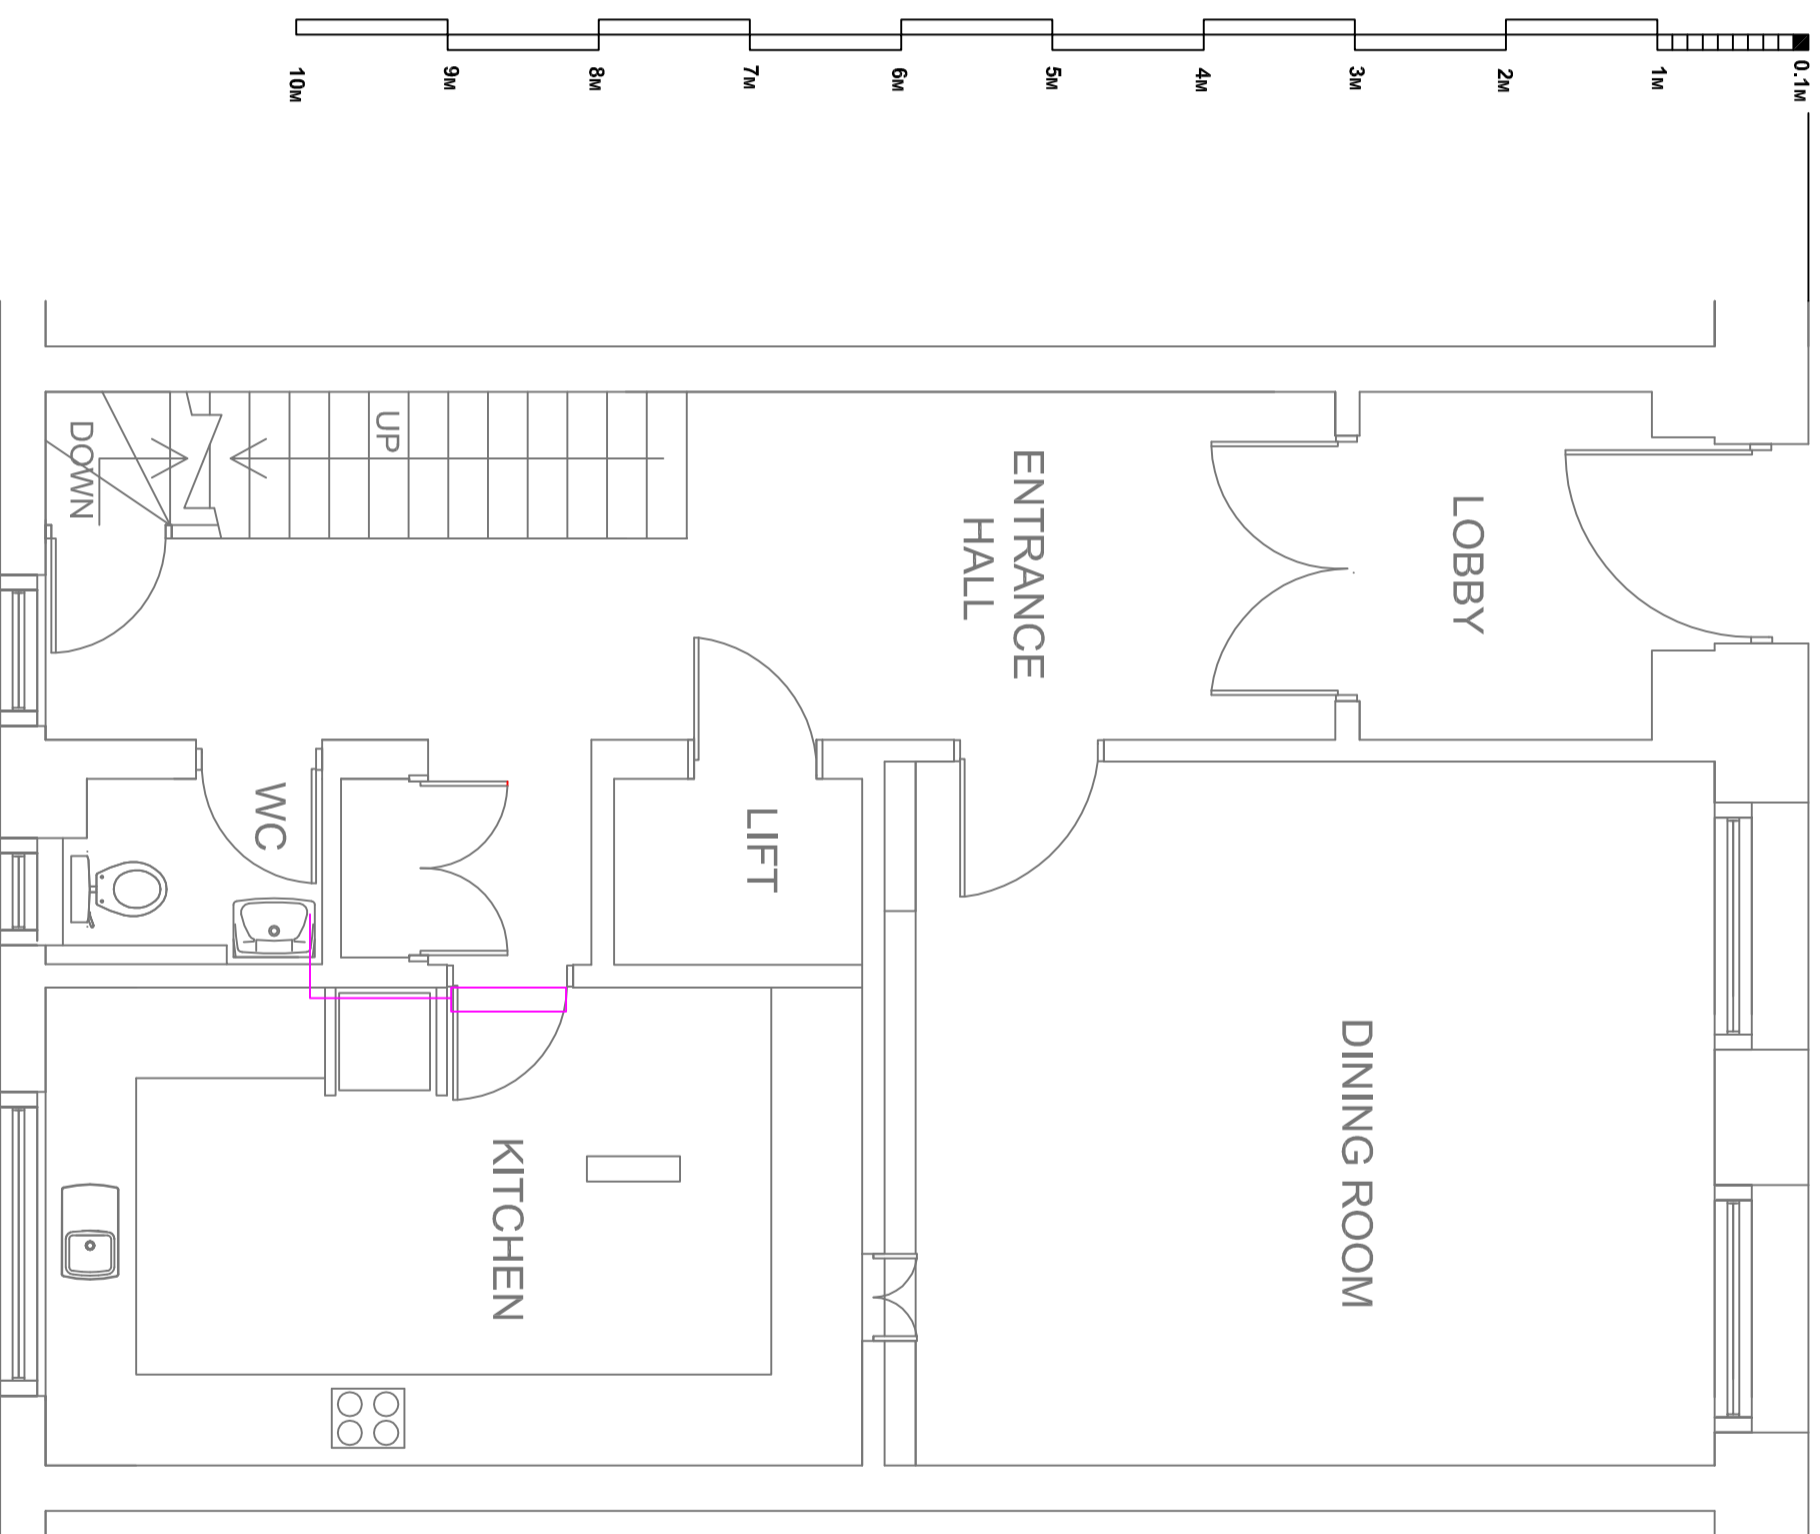 0.1M
1M
2M
3M
4M
5M
6M
7M
8M
9M
10M
LOBBY
ENTRANCE
HALL
UP
DOWN
DINING ROOM
LIFT
WC
KITCHEN